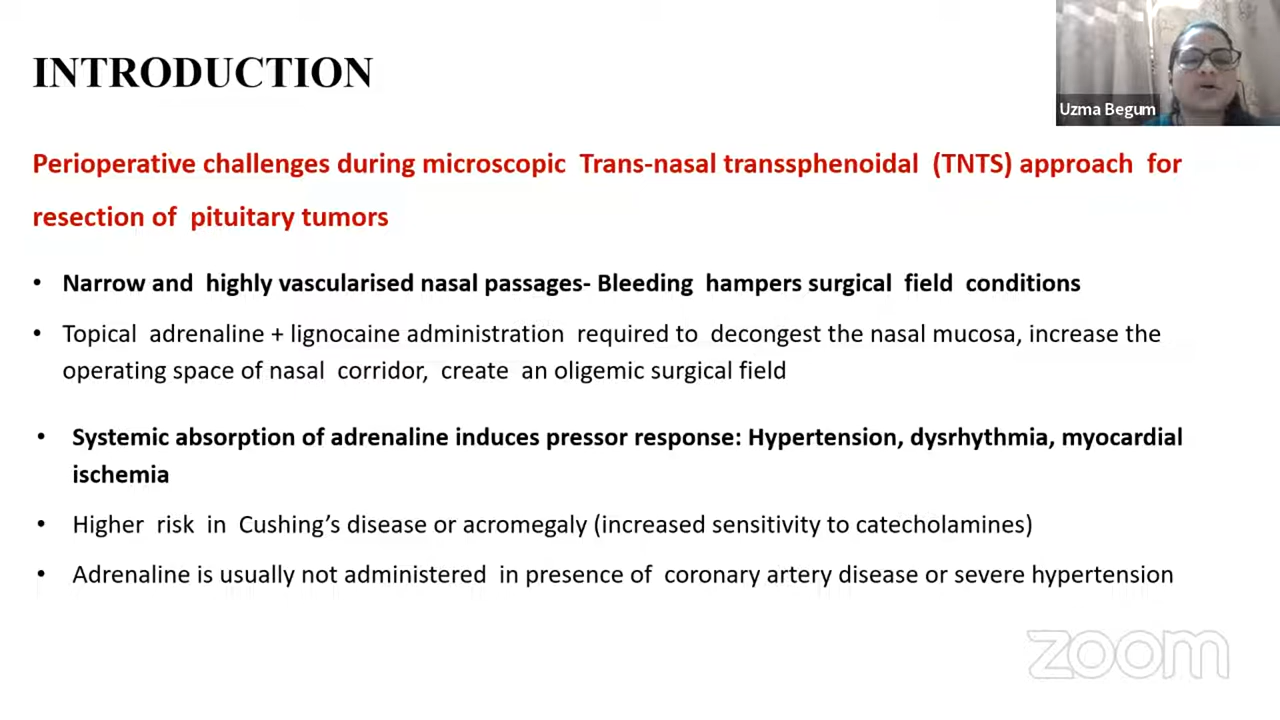 INTRODUCTION
Uzma Begum
Perioperative challenges during microscopic Trans-nasal transsphenoidal (TNTS) approach for
resection of pituitary tumors
• Narrow and highly vascularised nasal passages- Bleeding hampers surgical field conditions
• Topical adrenaline + lignocaine administration required to decongest the nasal mucosa, increase the
operating space of nasal corridor, create an oligemic surgical field
• Systemic absorption of adrenaline induces pressor response: Hypertension, dysrhythmia, myocardial
ischemia
• Higher risk in Cushing’s disease or acromegaly (increased sensitivity to catecholamines)
• Adrenaline is usually not administered in presence of coronary artery disease or severe hypertension
zoom